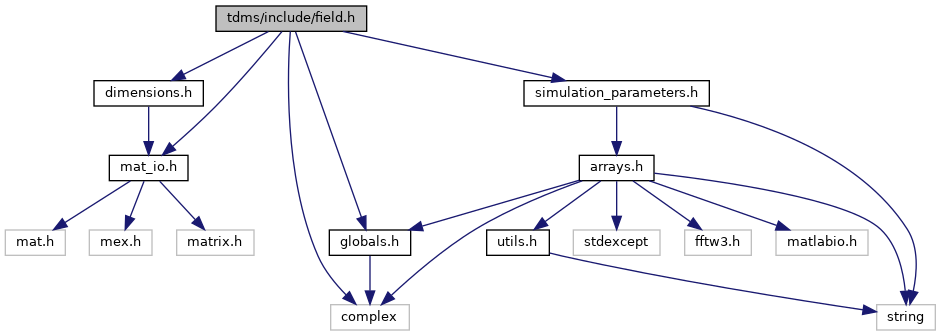 tdms/include/field.h
dimensions.h
simulation_parameters.h
mat_io.h
arrays.h
mat.h
mex.h
matrix.h
globals.h
utils.h
stdexcept
fftw3.h
matlabio.h
complex
string